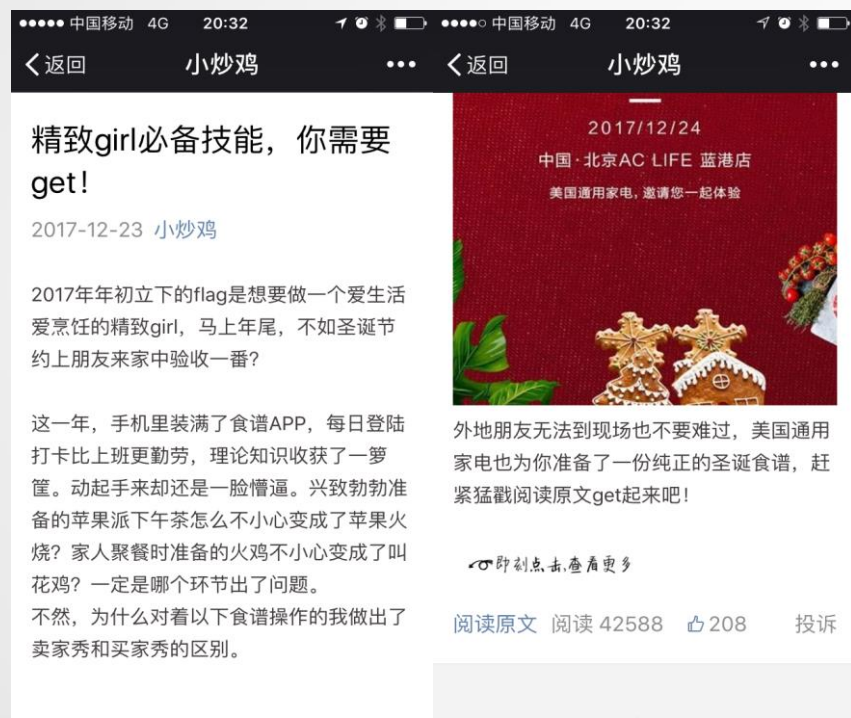 中国移动 4G 20:32
返回 小炒鸡
精致girl必备技能，你需要
get！
2017-12-23 小炒鸡
2017年年初立下的flag是想要做一个爱生活
爱烹饪的精致girl，马上年尾，不如圣诞节
约上朋友来家中验收一番？
这一年，手机里装满了食谱APP，每日登陆
打卡比上班更勤劳，理论知识收获了一箩
筐。动起手来却还是一脸懵逼。兴致勃勃准
备的苹果派下午茶怎么不小心变成了苹果火
烧？家人聚餐时准备的火鸡不小心变成了叫
花鸡？一定是哪个环节出了问题。
不然，为什么对着以下食谱操作的我做出了
卖家秀和买家秀的区别。
中国移动 4G 20:32
返回 小炒鸡
2017/12/24
中国·北京AC LIFE 蓝港店
美国通用家电，邀请您一起体验
外地朋友无法到现场也不要难过，美国通用
家电也为你准备了一份纯正的圣诞食谱，赶
紧猛戳阅读原文get起来吧！
即刻点击,查看更多
阅读原文 阅读 42588 208 投诉